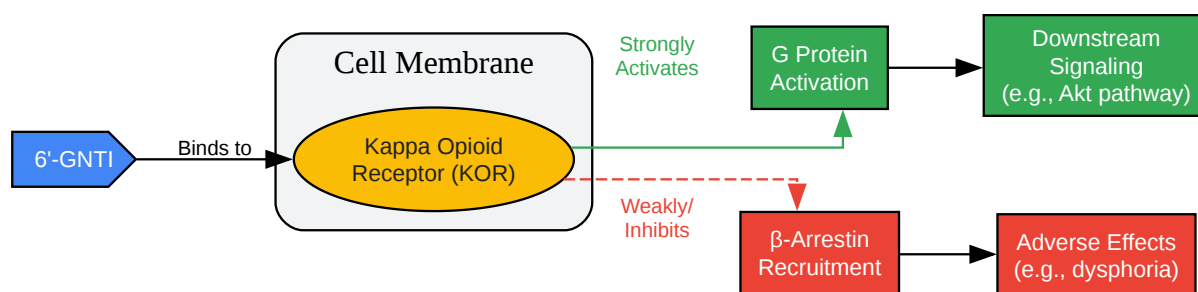 Cell Membrane
6'-GNTI
Binds to
Kappa Opioid
Receptor (KOR)
Strongly
Activates
G Protein
Activation
Downstream
Signaling
(e.g., Akt pathway)
Weakly/
Inhibits
β-Arrestin
Recruitment
Adverse Effects
(e.g., dysphoria)